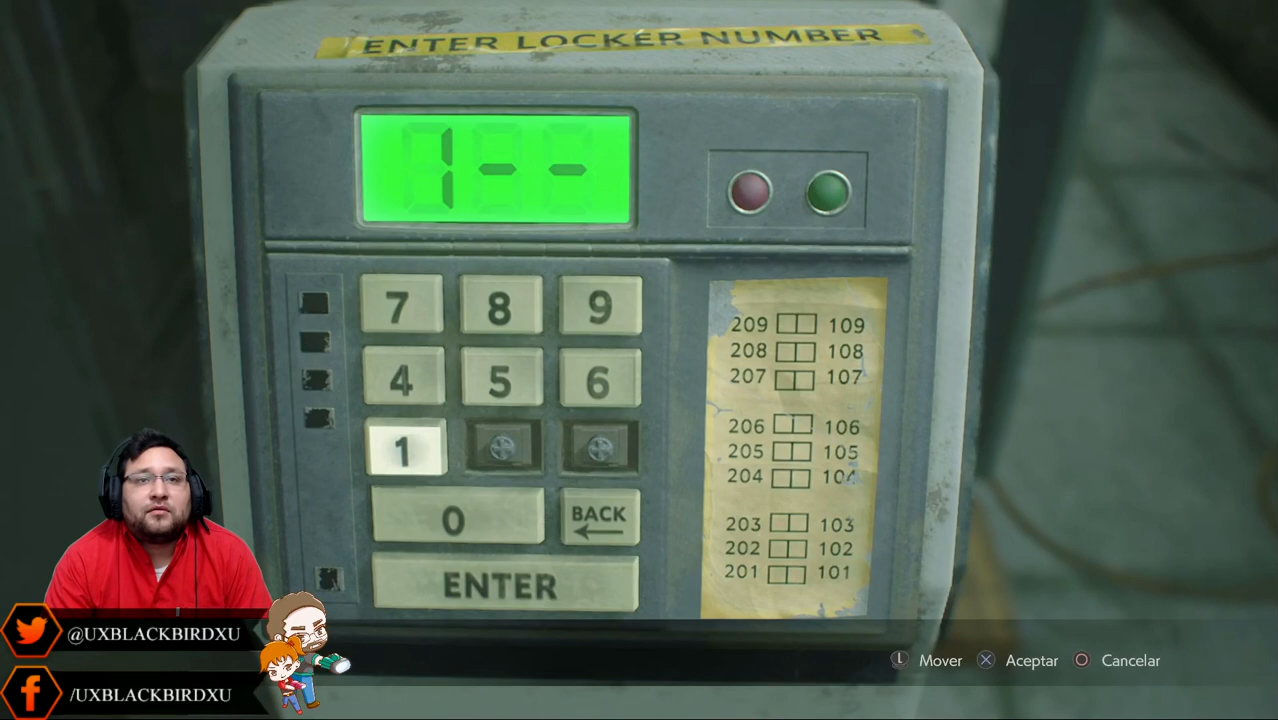 ENTER LOCKER NUMBER
1--
7 8 9
4 5 6
1
0 BACK
ENTER
209 109
208 108
207 107
206 106
205 105
204 104
203 103
202 102
201 101
@UXBLACKBIRDXU
/UXBLACKBIRDXU
L Mover X Aceptar O Cancelar